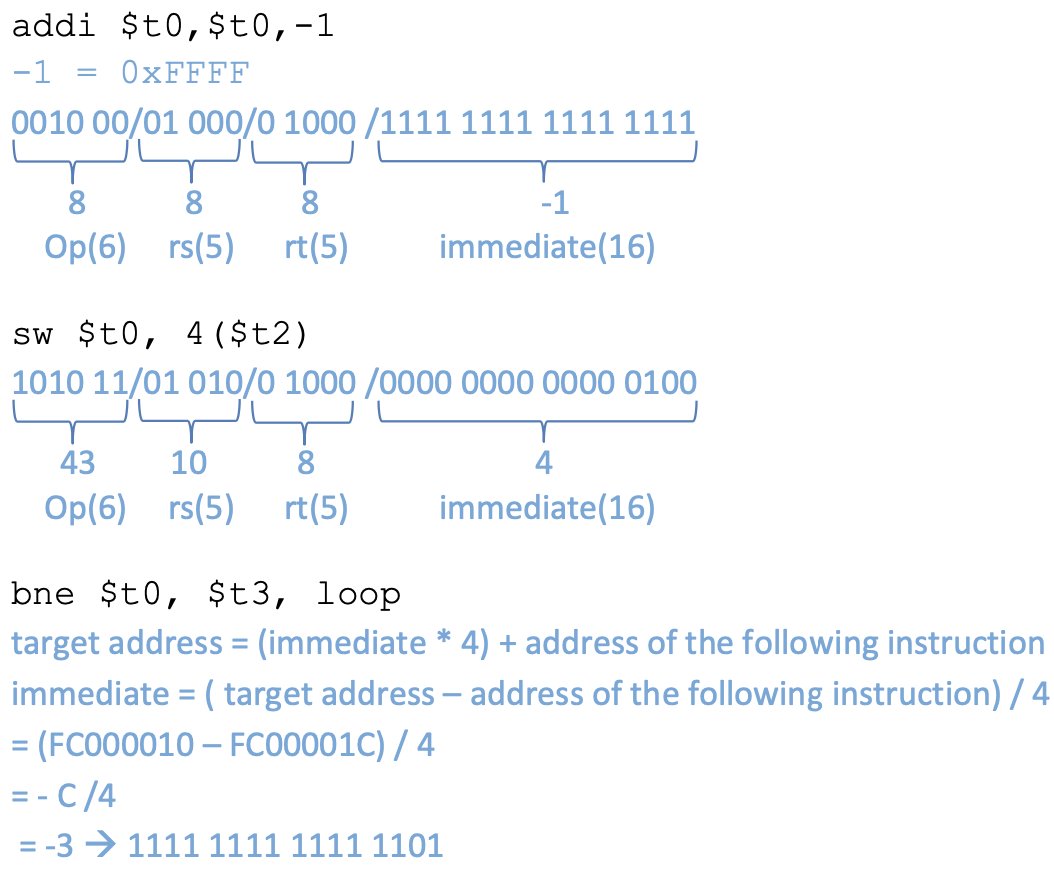 addi $t0,$t0,-1
-1 = 0xFFFF
0010 00/01 000/0 1000 /1111 1111 1111 1111
8 8 8 -1
Op(6) rs(5) rt(5) immediate(16)
sw $t0, 4($t2)
1010 11/01 010/0 1000 /0000 0000 0000 0100
43 10 8 4
Op(6) rs(5) rt(5) immediate(16)
bne $t0, $t3, loop
target address = (immediate * 4) + address of the following instruction
immediate = ( target address – address of the following instruction) / 4
= (FC000010 – FC00001C) / 4
= - C /4
= -3 → 1111 1111 1111 1101